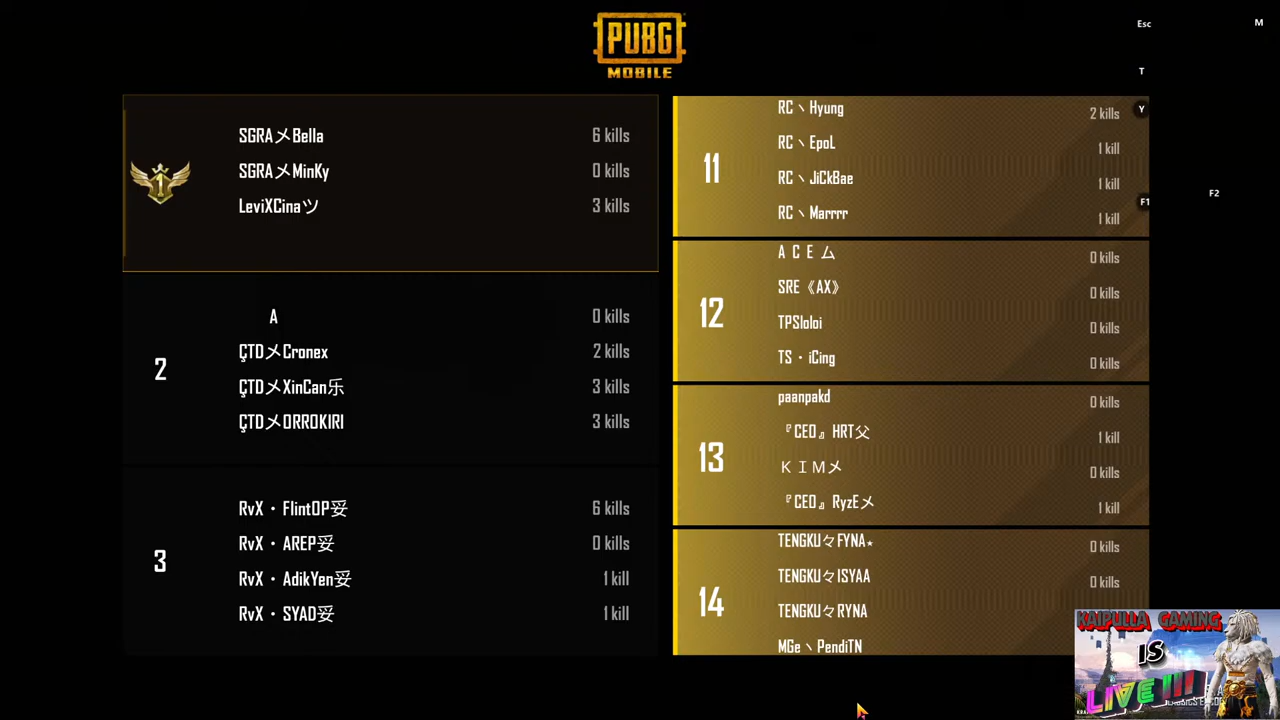 PUBG
MOBILE
Esc
M
T
Y
F1
F2
1
SGRAメBella 6 kills
SGRAメMinKy 0 kills
LeviXCinaツ 3 kills
2
A 0 kills
ÇTDメCronex 2 kills
ÇTDメXinCan乐 3 kills
ÇTDメORROKIRI 3 kills
3
RvX・FlintOP妥 6 kills
RvX・AREP妥 0 kills
RvX・AdikYen妥 1 kill
RvX・SYAD妥 1 kill
11
RC丶Hyung 2 kills
RC丶EpoL 1 kill
RC丶JiCkBae 1 kill
RC丶Marrrr 1 kill
12
A C E ム 0 kills
SRE《AX》 0 kills
TPSloloi 0 kills
TS・iCing 0 kills
13
paanpakd 0 kills
『CEO』HRT父 1 kill
ＫＩＭメ 0 kills
『CEO』RyzEメ 1 kill
14
TENGKU々FYNA★ 0 kills
TENGKU々ISYAA 0 kills
TENGKU々RYNA
MGe丶PendiTN
KAIPULLA GAMING
IS
LIVE!!!